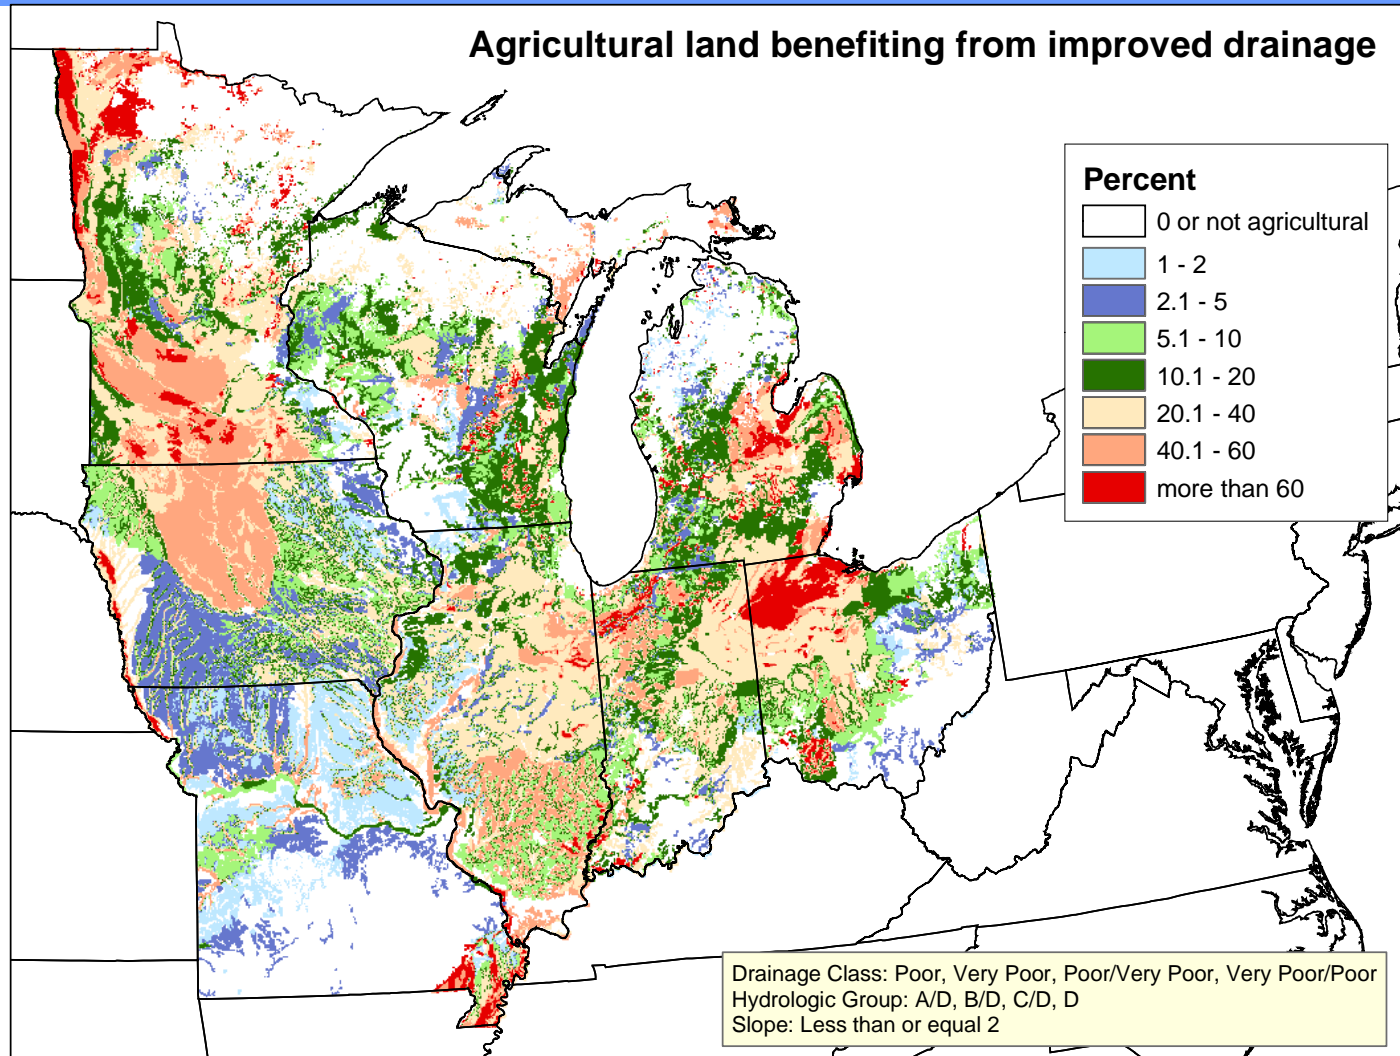 Agricultural land benefiting from improved drainage
Percent
0 or not agricultural
1 - 2
2.1 - 5
5.1 - 10
10.1 - 20
20.1 - 40
40.1 - 60
more than 60
Drainage Class: Poor, Very Poor, Poor/Very Poor, Very Poor/Poor
Hydrologic Group: A/D, B/D, C/D, D
Slope: Less than or equal 2